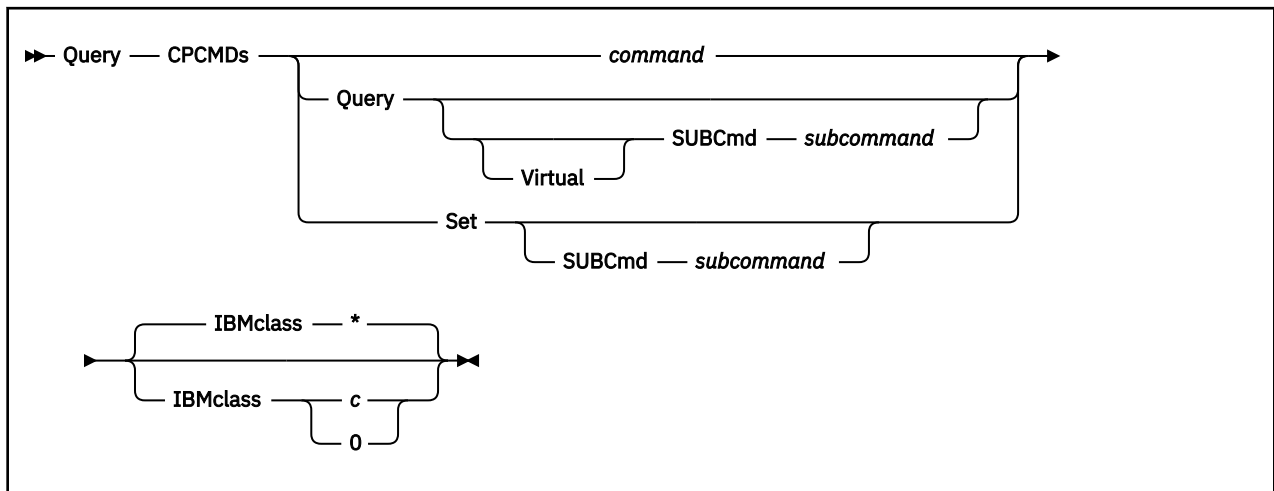 Query CPCMDs command
Query
SUBCmd subcommand
Virtual
Set
SUBCmd subcommand
IBMclass *
IBMclass c
0